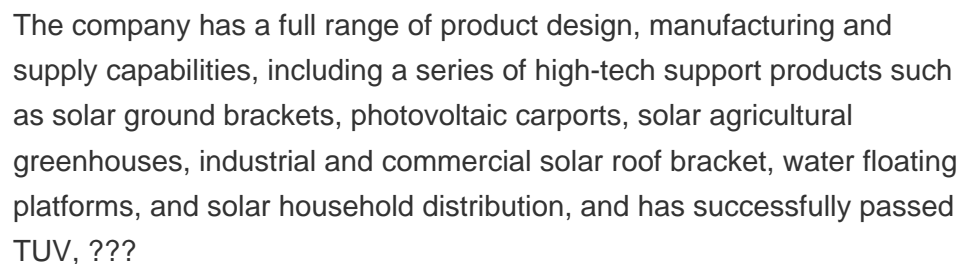 The company has a full range of product design, manufacturing and
supply capabilities, including a series of high-tech support products such
as solar ground brackets, photovoltaic carports, solar agricultural
greenhouses, industrial and commercial solar roof bracket, water floating
platforms, and solar household distribution, and has successfully passed
TUV, ???